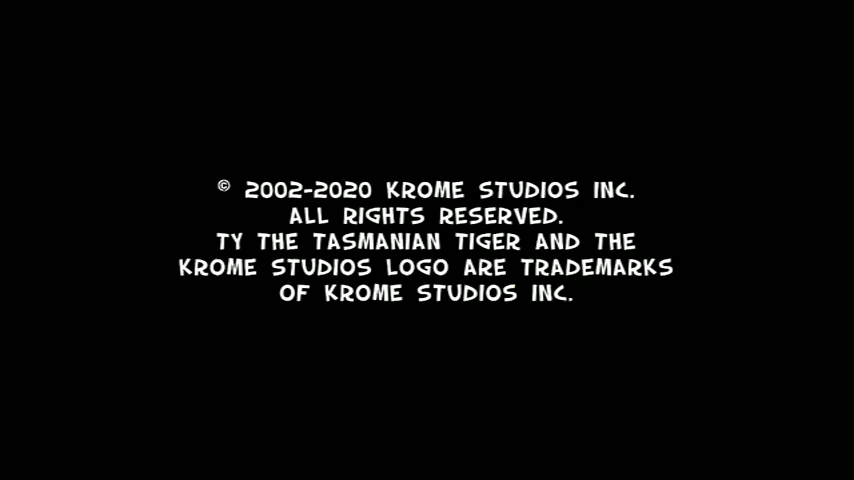 © 2002-2020 KROME STUDIOS INC.
ALL RIGHTS RESERVED.
TY THE TASMANIAN TIGER AND THE
KROME STUDIOS LOGO ARE TRADEMARKS
OF KROME STUDIOS INC.